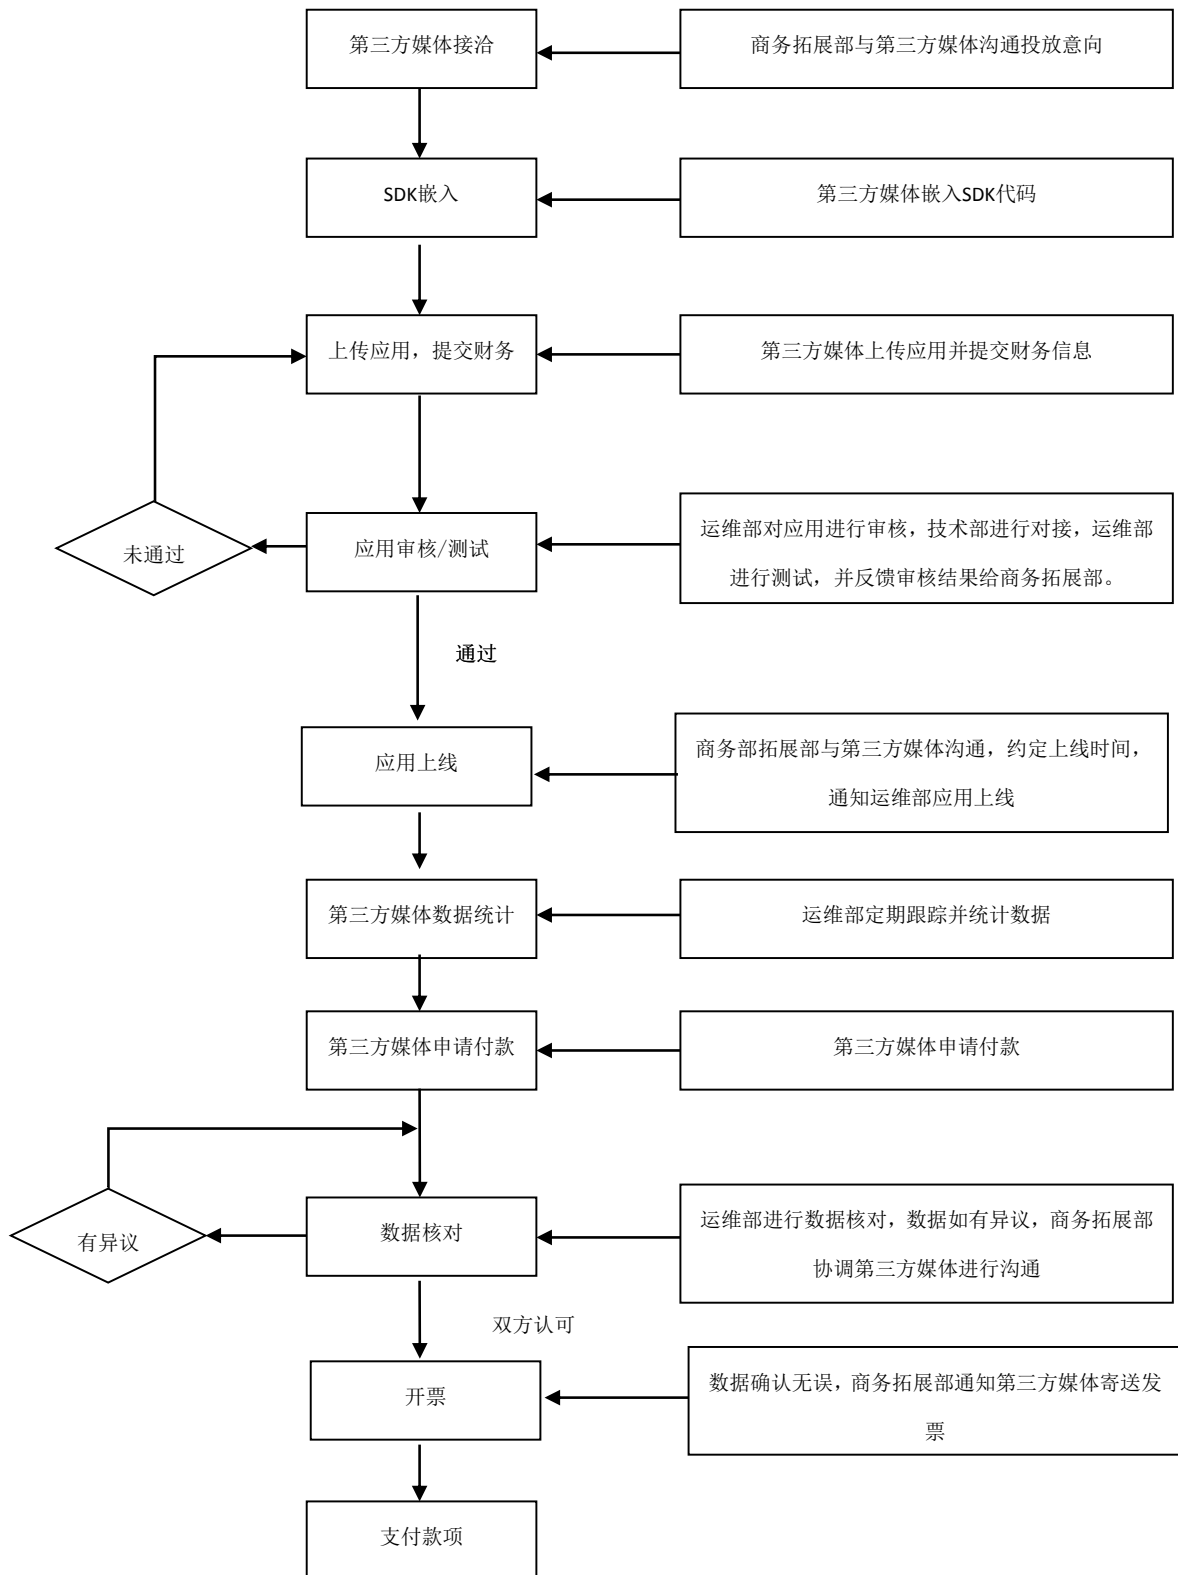 第三方媒体接洽
商务拓展部与第三方媒体沟通投放意向
SDK嵌入
第三方媒体嵌入SDK代码
上传应用，提交财务
第三方媒体上传应用并提交财务信息
未通过
应用审核/测试
运维部对应用进行审核，技术部进行对接，运维部
进行测试，并反馈审核结果给商务拓展部。
通过
应用上线
商务部拓展部与第三方媒体沟通，约定上线时间，
通知运维部应用上线
第三方媒体数据统计
运维部定期跟踪并统计数据
第三方媒体申请付款
第三方媒体申请付款
有异议
数据核对
运维部进行数据核对，数据如有异议，商务拓展部
协调第三方媒体进行沟通
双方认可
开票
数据确认无误，商务拓展部通知第三方媒体寄送发
票
支付款项